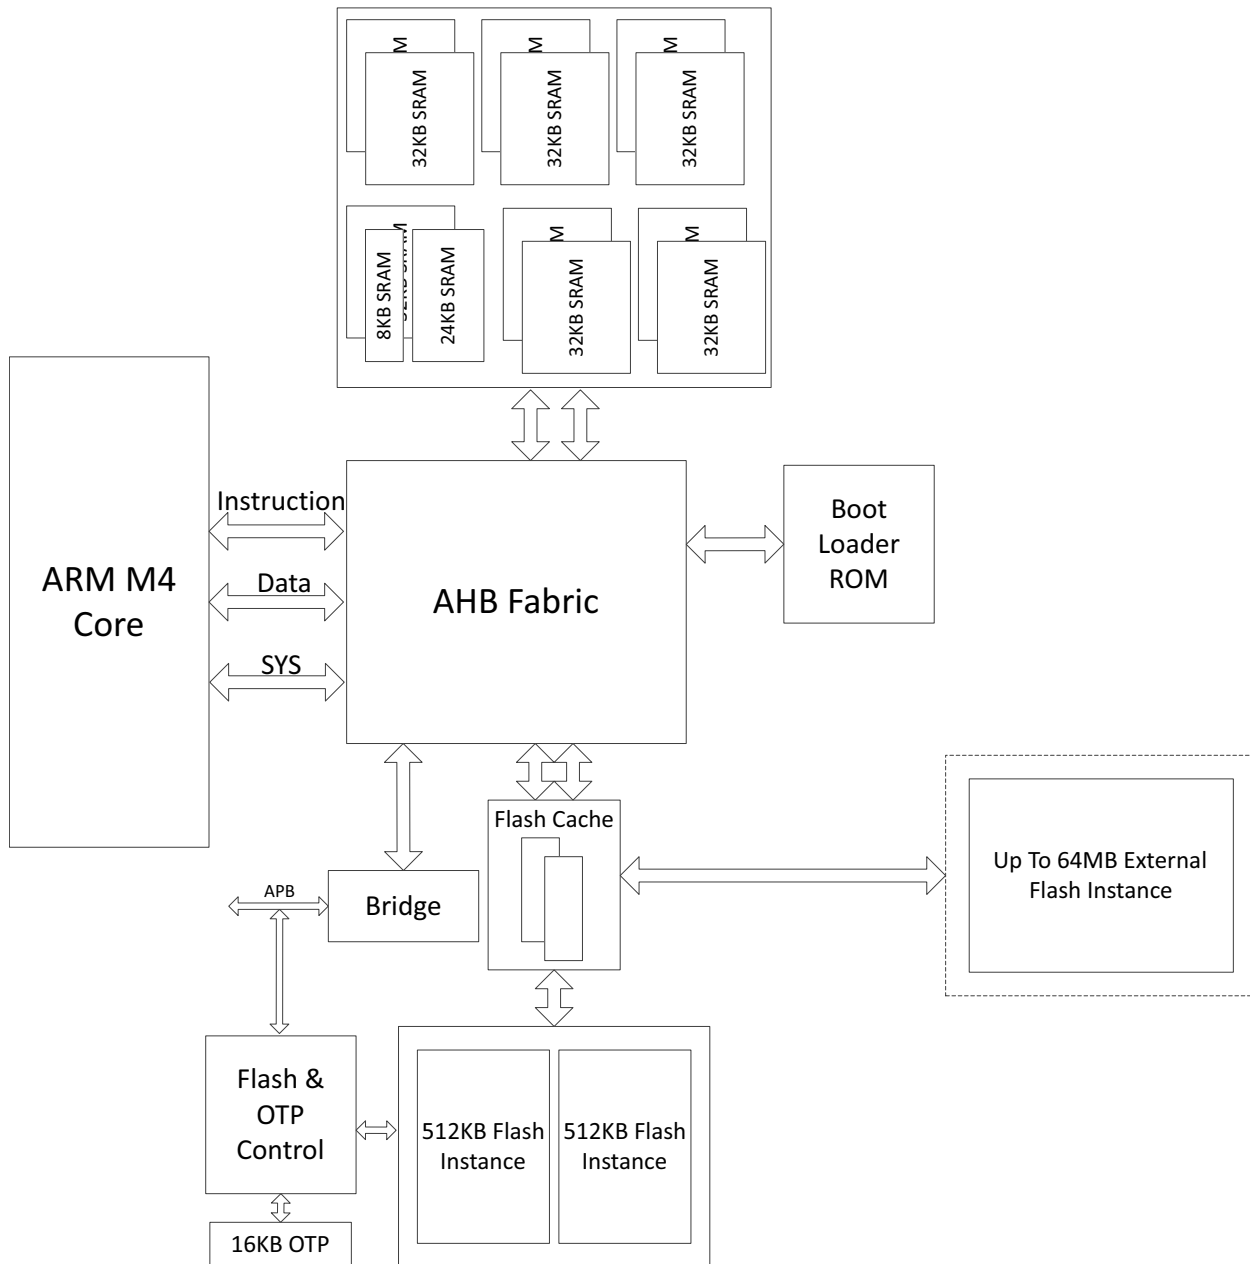 32KB SRAM
32KB SRAM
32KB SRAM
8KB SRAM
24KB SRAM
32KB SRAM
32KB SRAM
ARM M4
Core
Instruction
Data
SYS
AHB Fabric
Boot
Loader
ROM
Flash Cache
Up To 64MB External
Flash Instance
APB
Bridge
Flash &
OTP
Control
512KB Flash
Instance
512KB Flash
Instance
16KB OTP